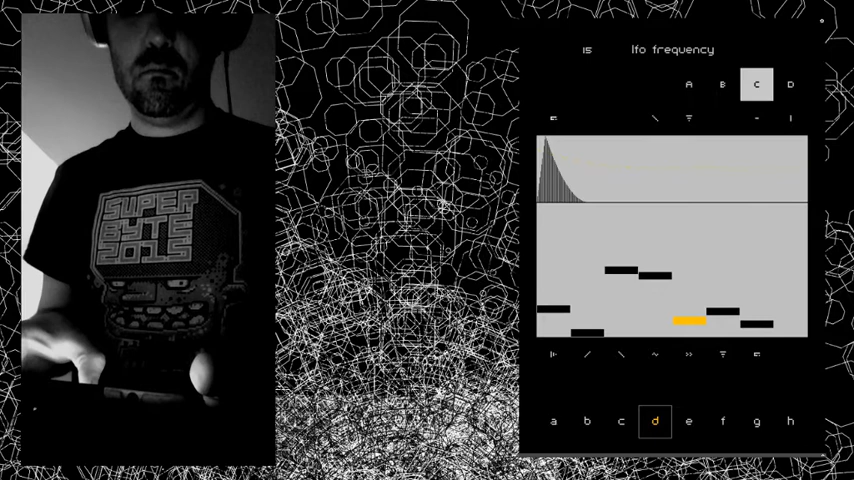 SUPER
BYTE
2015
15 lfo frequency
A B C D
a b c d e f g h